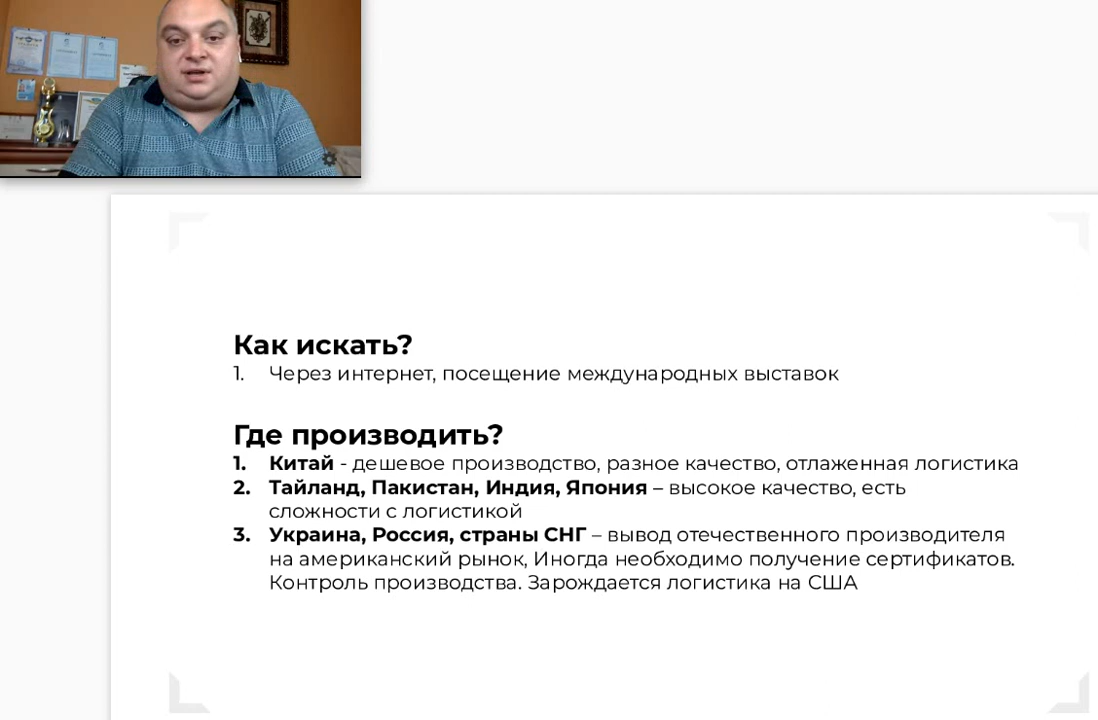 Как искать?
1. Через интернет, посещение международных выставок
Где производить?
1. Китай - дешевое производство, разное качество, отлаженная логистика
2. Тайланд, Пакистан, Индия, Япония – высокое качество, есть
сложности с логистикой
3. Украина, Россия, страны СНГ – вывод отечественного производителя
на американский рынок, Иногда необходимо получение сертификатов.
Контроль производства. Зарождается логистика на США